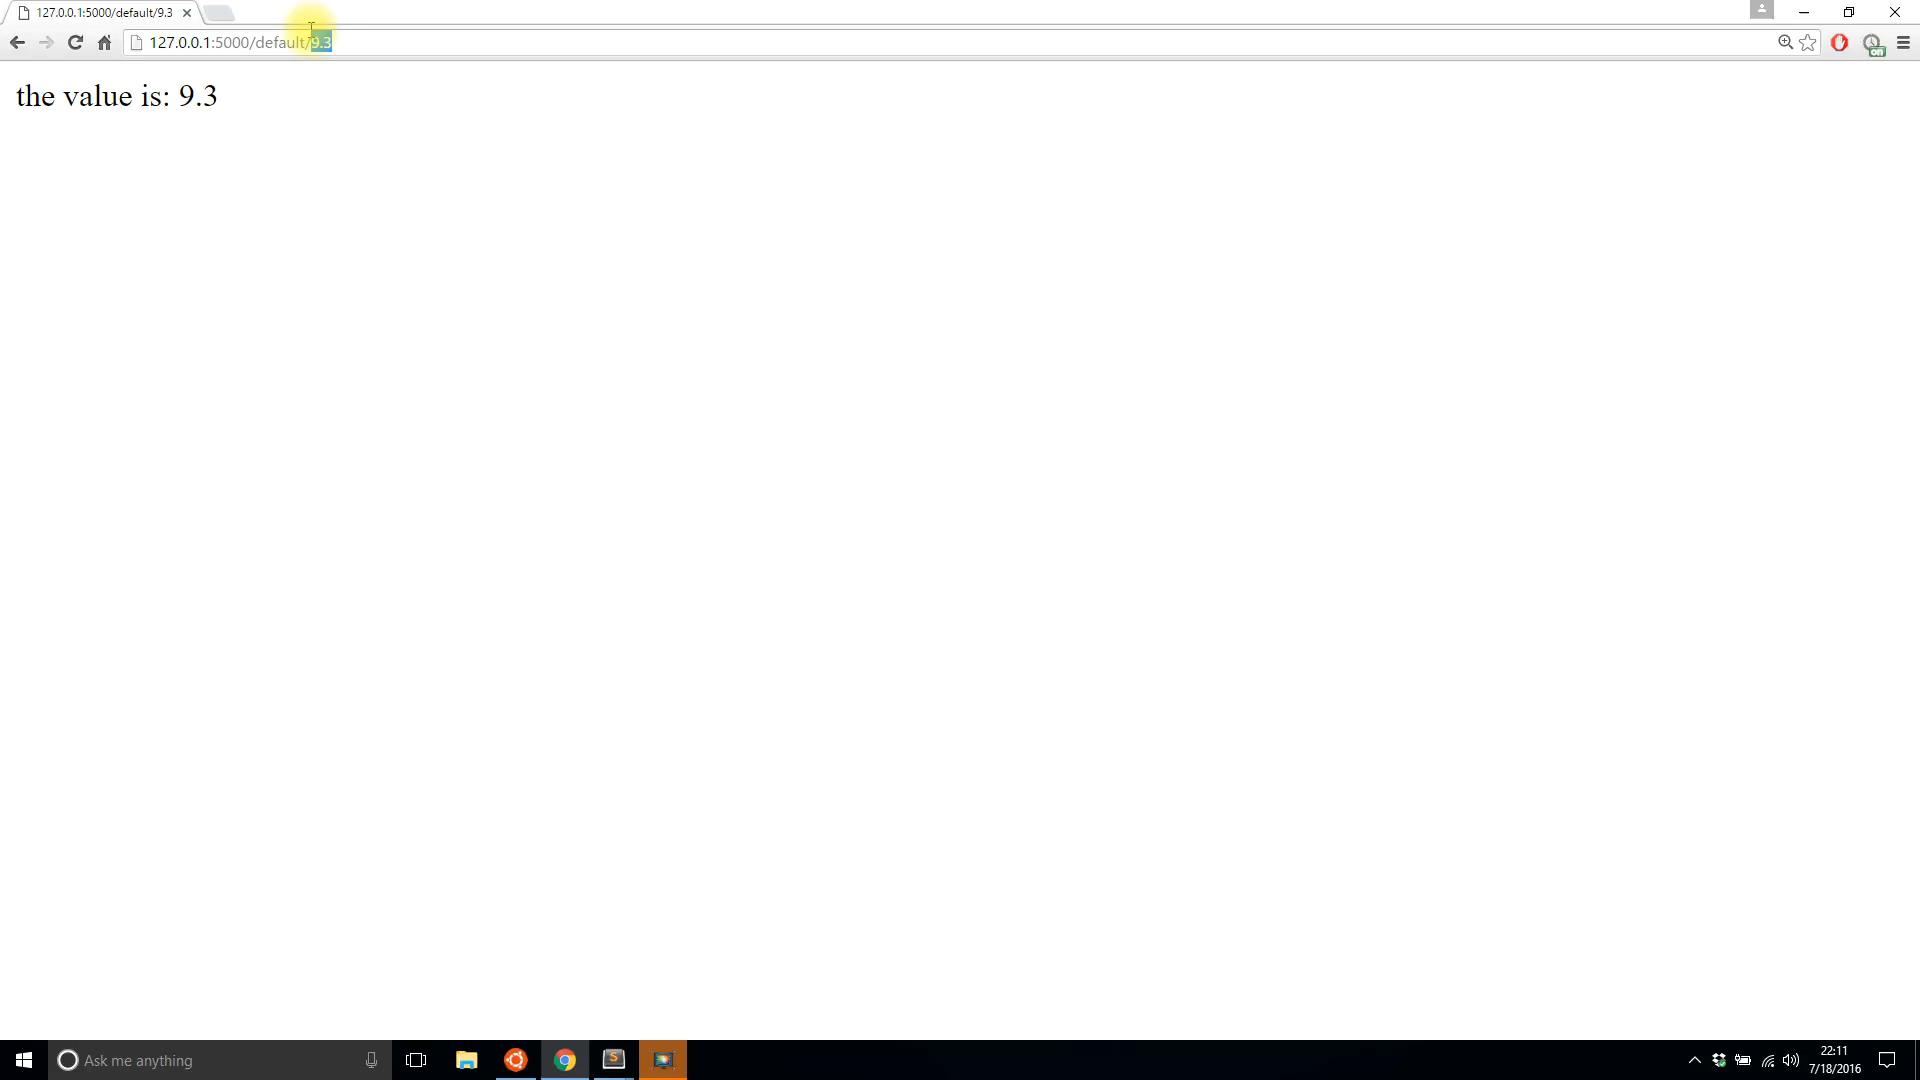 127.0.0.1:5000/default/9.3
127.0.0.1:5000/default/9.3
on
the value is: 9.3
Ask me anything
S
22:11
7/18/2016